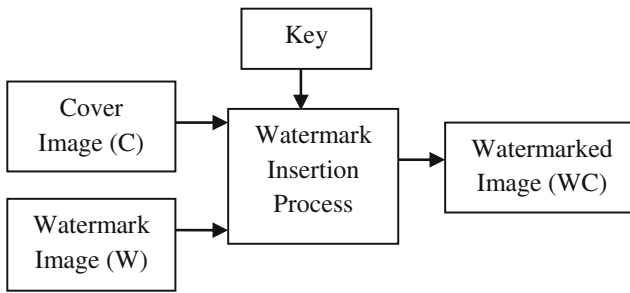 Key
Cover
Image (C)
Watermark
Insertion
Process
Watermarked
Image (WC)
Watermark
Image (W)